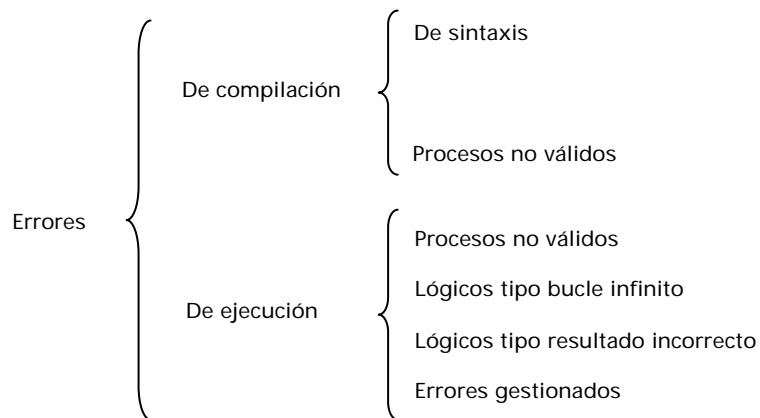 Errores
De compilación
De sintaxis
Procesos no válidos
De ejecución
Procesos no válidos
Lógicos tipo bucle infinito
Lógicos tipo resultado incorrecto
Errores gestionados